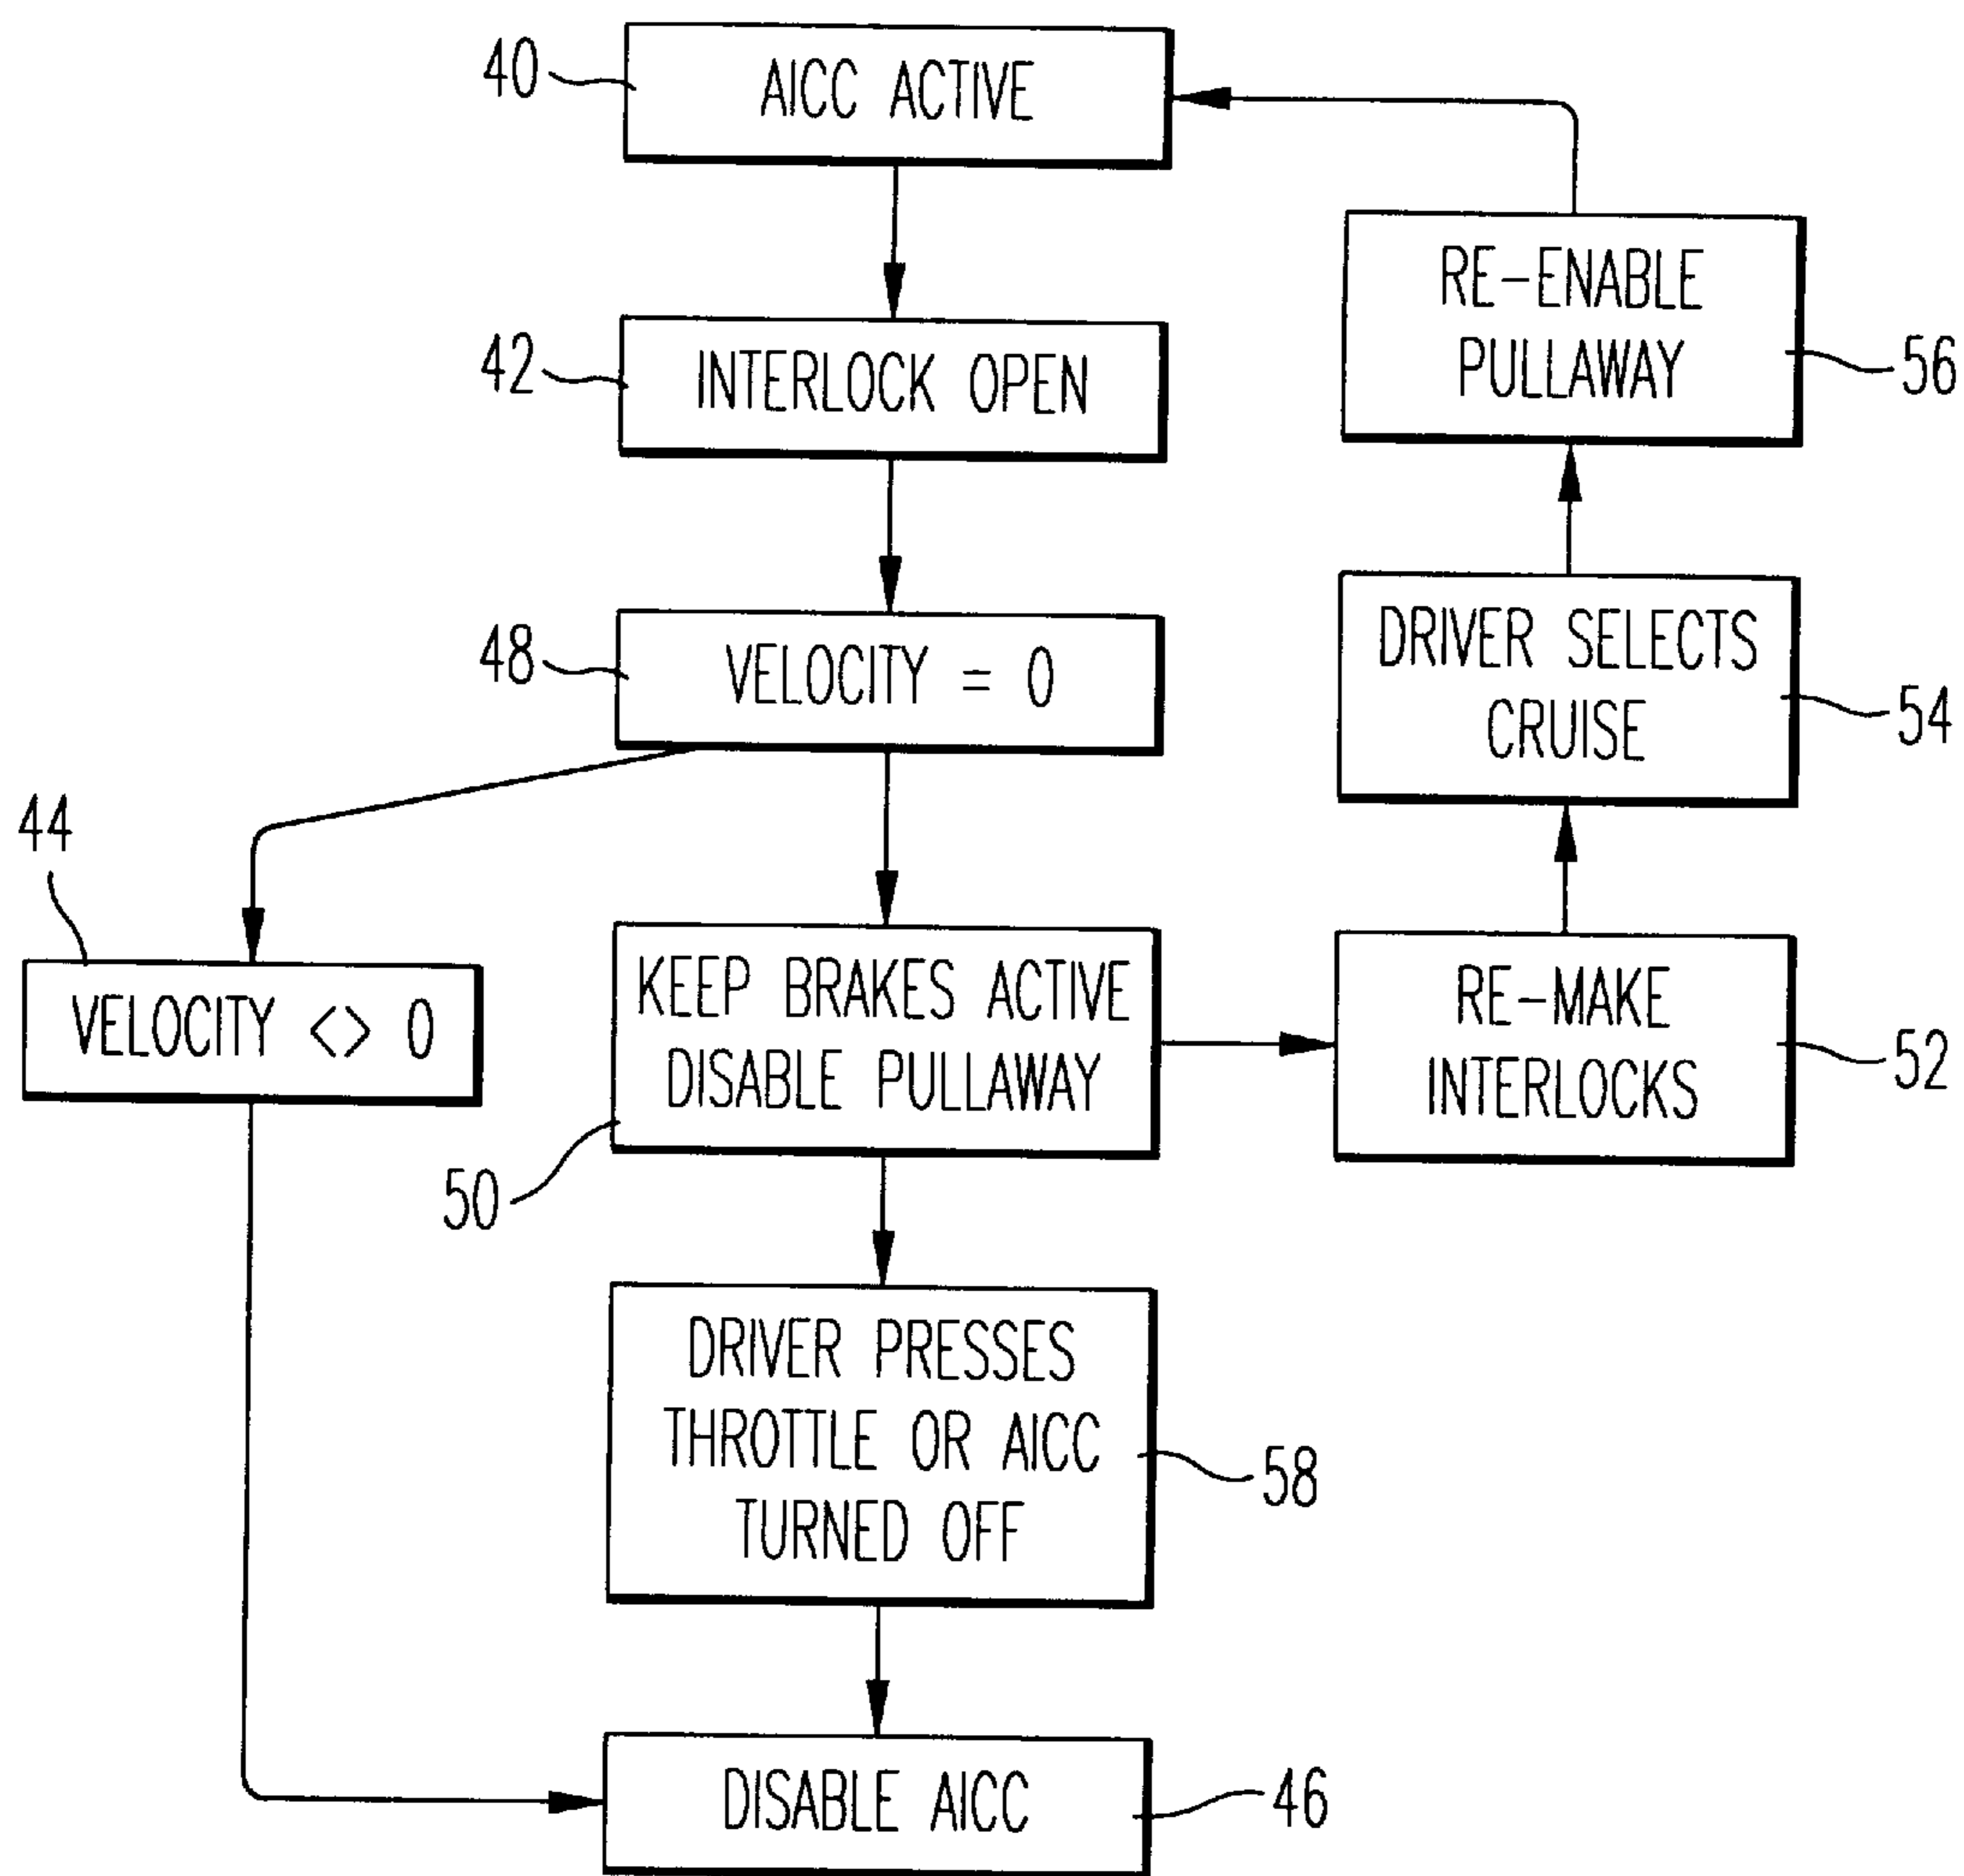 40
AICC ACTIVE
42
INTERLOCK OPEN
RE-ENABLE
PULLAWAY
56
48
VELOCITY = 0
DRIVER SELECTS
CRUISE
54
44
VELOCITY <> 0
KEEP BRAKES ACTIVE
DISABLE PULLAWAY
50
RE-MAKE
INTERLOCKS
52
DRIVER PRESSES
THROTTLE OR AICC
TURNED OFF
58
DISABLE AICC
46